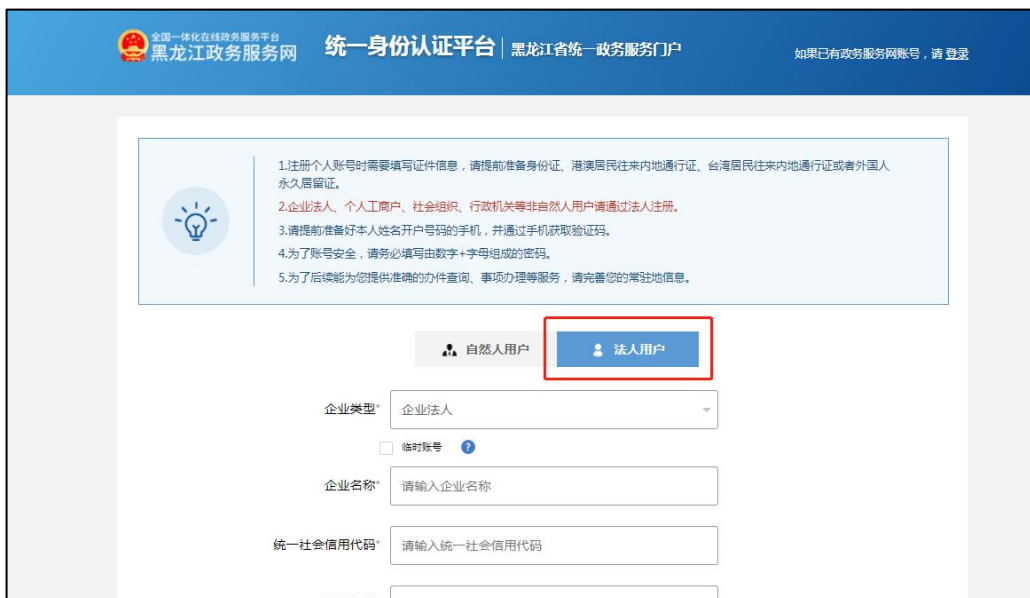 全国一体化在线政务服务平台
黑龙江政务服务网
统一身份认证平台 | 黑龙江省统一政务服务门户
如果已有政务服务网账号，请 登录
1.注册个人账号时需要填写证件信息，请提前准备身份证、港澳居民往来内地通行证、台湾居民往来内地通行证或者外国人
永久居留证。
2.企业法人、个人工商户、社会组织、行政机关等非自然人用户请通过法人注册。
3.请提前准备好本人姓名开户号码的手机，并通过手机获取验证码。
4.为了账号安全，请务必填写由数字+字母组成的密码。
5.为了后续能为您提供准确的办件查询、事项办理等服务，请完善您的常驻地信息。
自然人用户
法人用户
企业类型*
企业法人
临时账号 ?
企业名称*
请输入企业名称
统一社会信用代码*
请输入统一社会信用代码